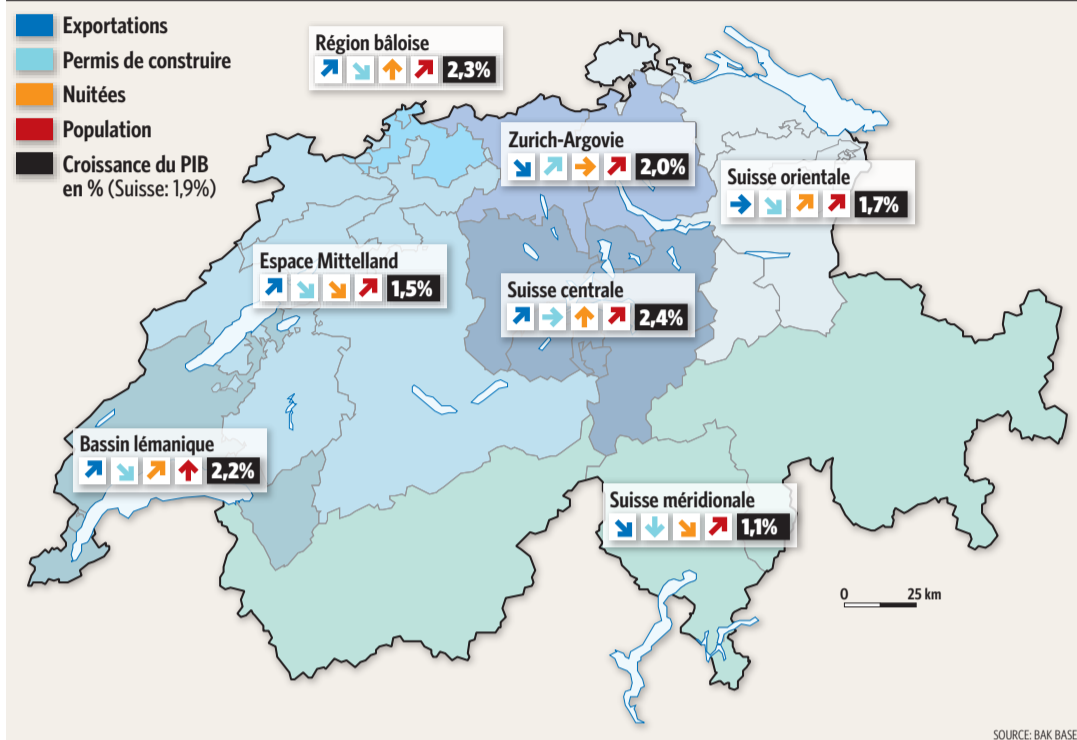 Exportations
Permis de construire
Nuitées
Population
Croissance du PIB
en % (Suisse: 1,9%)
Région bâloise
2,3%
Zurich-Argovie
2,0%
Suisse orientale
1,7%
Espace Mittelland
1,5%
Suisse centrale
2,4%
Bassin lémanique
2,2%
Suisse méridionale
1,1%
0 25 km
SOURCE: BAK BASE